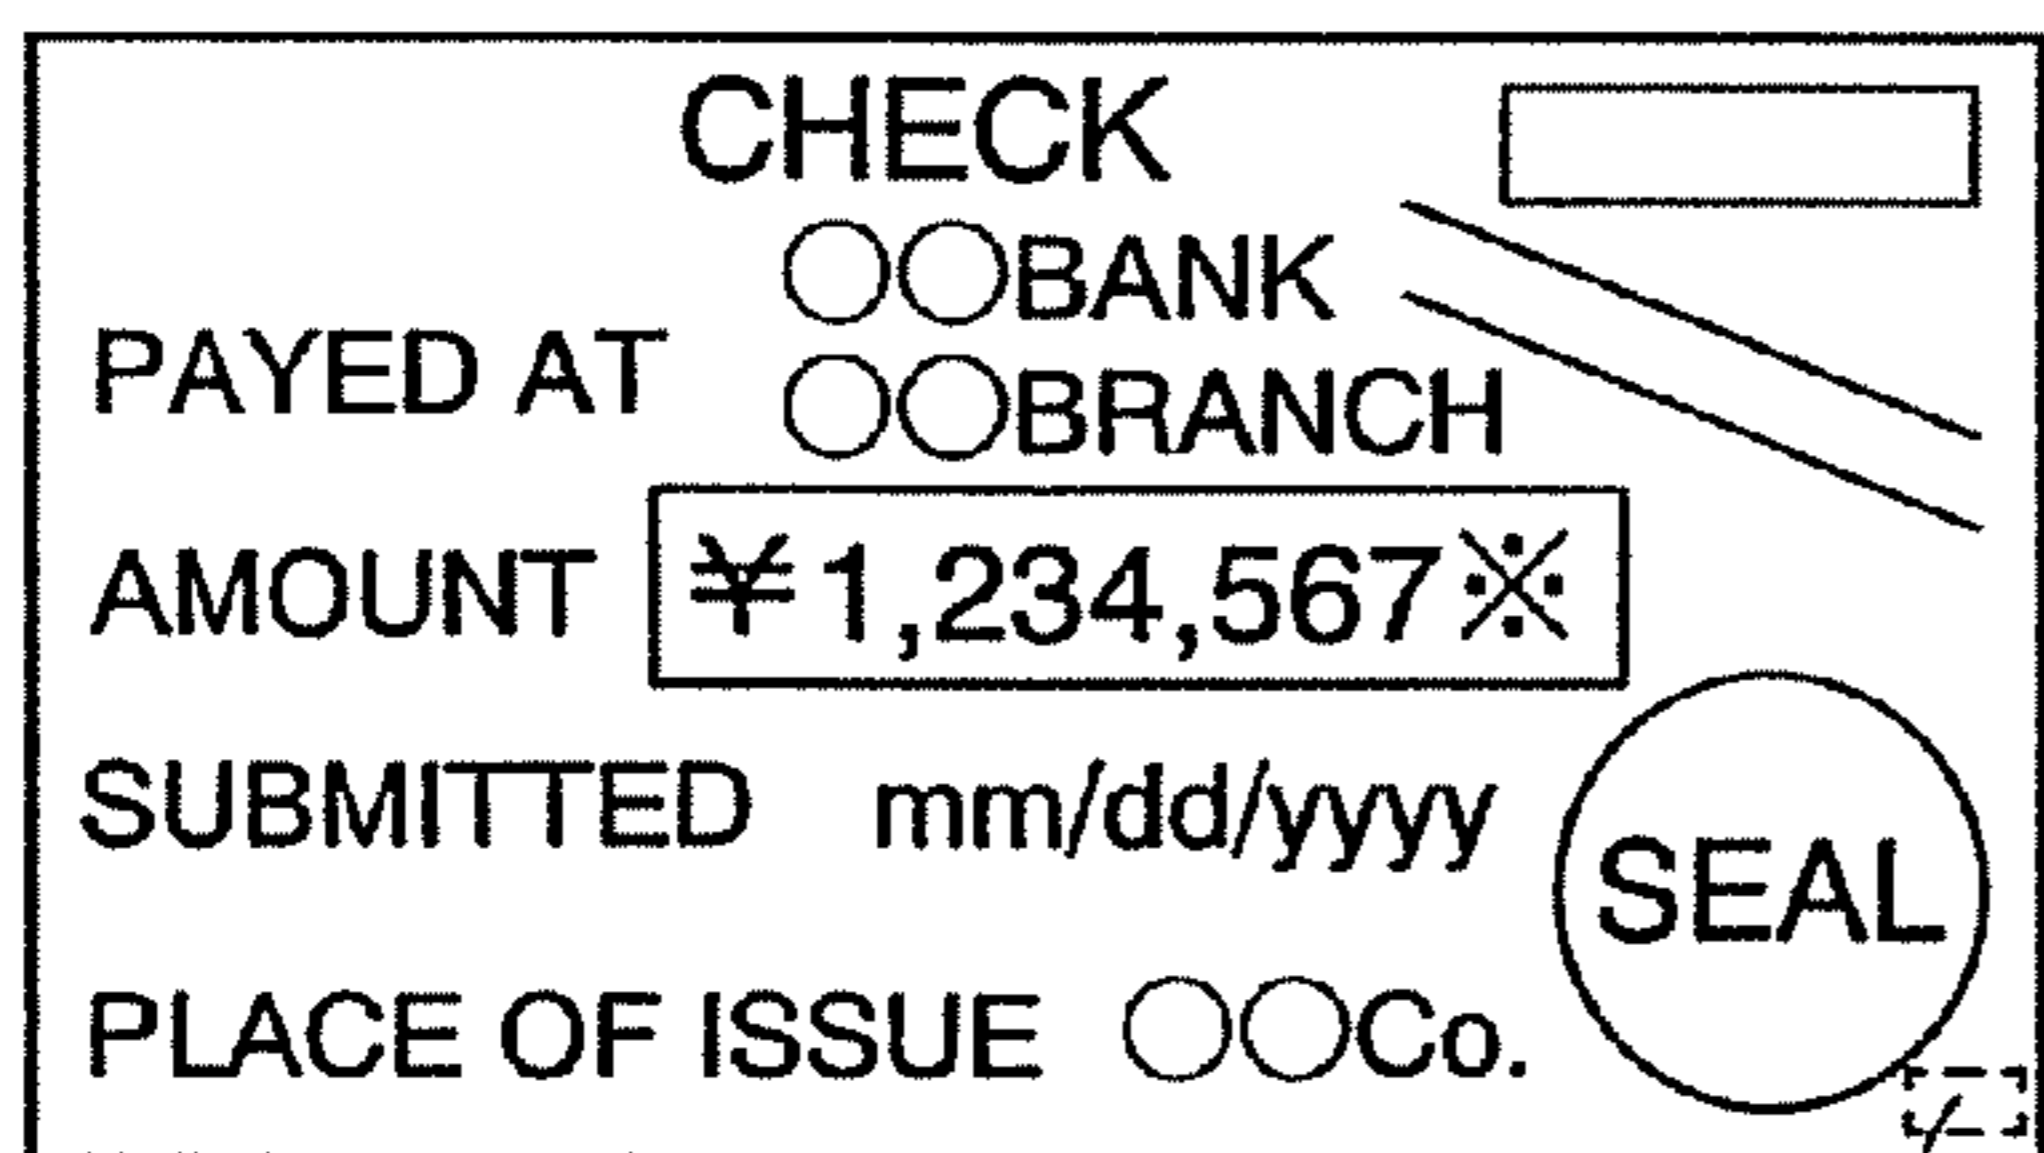 CHECK
○○BANK
PAYED AT
○○BRANCH
AMOUNT ¥1,234,567※
SUBMITTED mm/dd/yyyy
SEAL
PLACE OF ISSUE ○○Co.